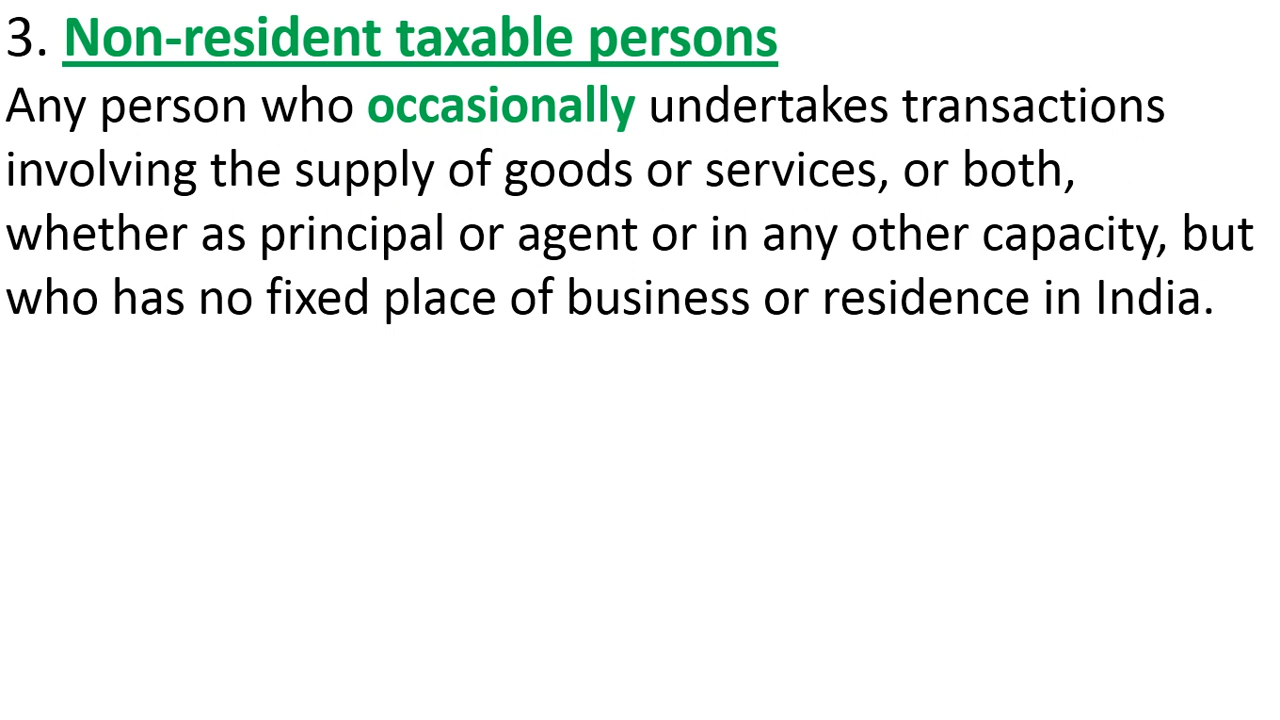 3. Non-resident taxable persons
Any person who occasionally undertakes transactions
involving the supply of goods or services, or both,
whether as principal or agent or in any other capacity, but
who has no fixed place of business or residence in India.